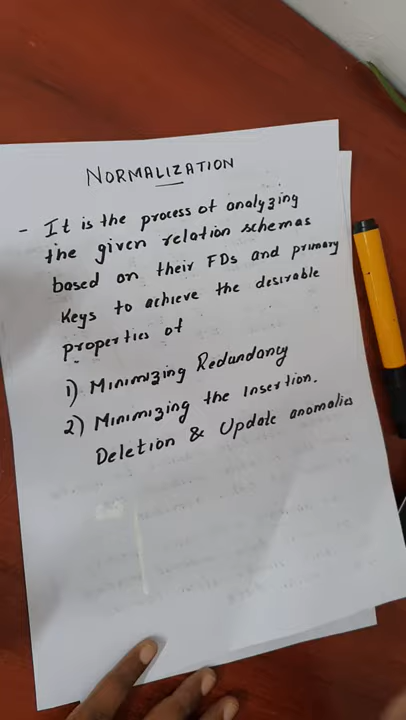 NORMALIZATION
- It is the process of analyzing
the given relation schemas
based on their FDs and primary
Keys to achieve the desirable
properties of
1) Minimizing Redundancy
2) Minimizing the Insertion.
Deletion & Update anomalies